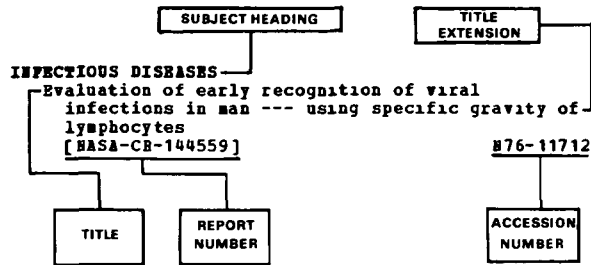 SUBJECT HEADING
TITLE
EXTENSION
INFECTIOUS DISEASES
Evaluation of early recognition of viral
infections in man --- using specific gravity of
lymphocytes
[NASA-CR-144559] N76-11712
TITLE
REPORT
NUMBER
ACCESSION
NUMBER